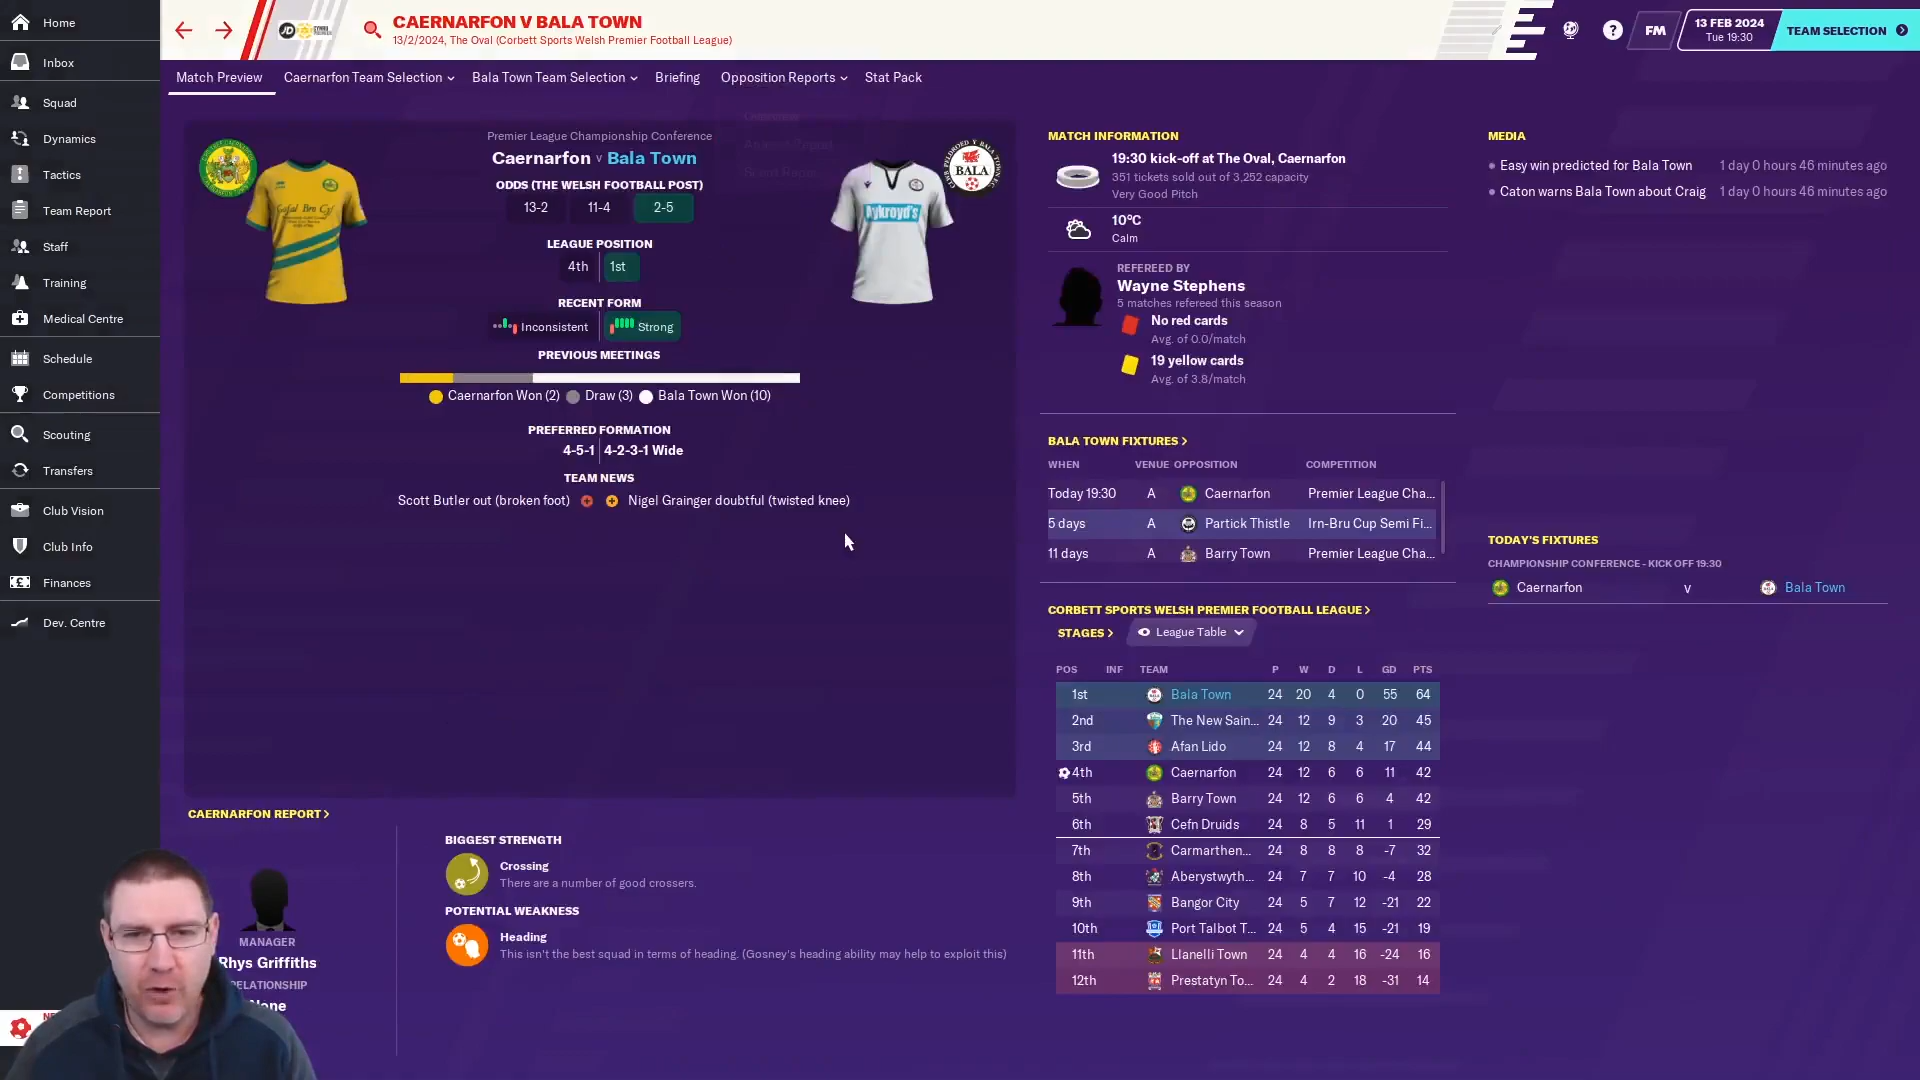 Home
Inbox
Squad
Dynamics
Tactics
Team Report
Staff
Training
Medical Centre
Schedule
Competitions
Scouting
Transfers
Club Vision
Club Info
Finances
Dev. Centre
CAERNARFON V BALA TOWN
13/2/2024, The Oval (Corbett Sports Welsh Premier Football League)
FM
13 FEB 2024
Tue 19:30
TEAM SELECTION
Match Preview
Caernarfon Team Selection
Bala Town Team Selection
Briefing
Opposition Reports
Stat Pack
Premier League Championship Conference
Caernarfon v Bala Town
ODDS (THE WELSH FOOTBALL POST)
13-2 11-4 2-5
LEAGUE POSITION
4th 1st
RECENT FORM
Inconsistent Strong
PREVIOUS MEETINGS
Caernarfon Won (2) Draw (3) Bala Town Won (10)
PREFERRED FORMATION
4-5-1 4-2-3-1 Wide
TEAM NEWS
Scott Butler out (broken foot) Nigel Grainger doubtful (twisted knee)
BALA
Aykroyd's
CAERNARFON REPORT
MANAGER
Rhys Griffiths
RELATIONSHIP
None
BIGGEST STRENGTH
Crossing
There are a number of good crossers.
POTENTIAL WEAKNESS
Heading
This isn't the best squad in terms of heading. (Gosney's heading ability may help to exploit this)
MATCH INFORMATION
19:30 kick-off at The Oval, Caernarfon
351 tickets sold out of 3,252 capacity
Very Good Pitch
10°C
Calm
REFEREED BY
Wayne Stephens
5 matches refereed this season
No red cards
Avg. of 0.0/match
19 yellow cards
Avg. of 3.8/match
BALA TOWN FIXTURES
WHEN VENUE OPPOSITION COMPETITION
Today 19:30 A Caernarfon Premier League Cha...
5 days A Partick Thistle Irn-Bru Cup Semi Fi...
11 days A Barry Town Premier League Cha...
CORBETT SPORTS WELSH PREMIER FOOTBALL LEAGUE
STAGES League Table
POS INF TEAM P W D L GD PTS
1st Bala Town 24 20 4 0 55 64
2nd The New Sain... 24 12 9 3 20 45
3rd Afan Lido 24 12 8 4 17 44
4th Caernarfon 24 12 6 6 11 42
5th Barry Town 24 12 6 6 4 42
6th Cefn Druids 24 8 5 11 1 29
7th Carmarthen... 24 8 8 8 -7 32
8th Aberystwyth... 24 7 7 10 -4 28
9th Bangor City 24 5 7 12 -21 22
10th Port Talbot T... 24 5 4 15 -21 19
11th Llanelli Town 24 4 4 16 -24 16
12th Prestatyn To... 24 4 2 18 -31 14
MEDIA
Easy win predicted for Bala Town 1 day 0 hours 46 minutes ago
Caton warns Bala Town about Craig 1 day 0 hours 46 minutes ago
TODAY'S FIXTURES
CHAMPIONSHIP CONFERENCE - KICK OFF 19:30
Caernarfon v Bala Town